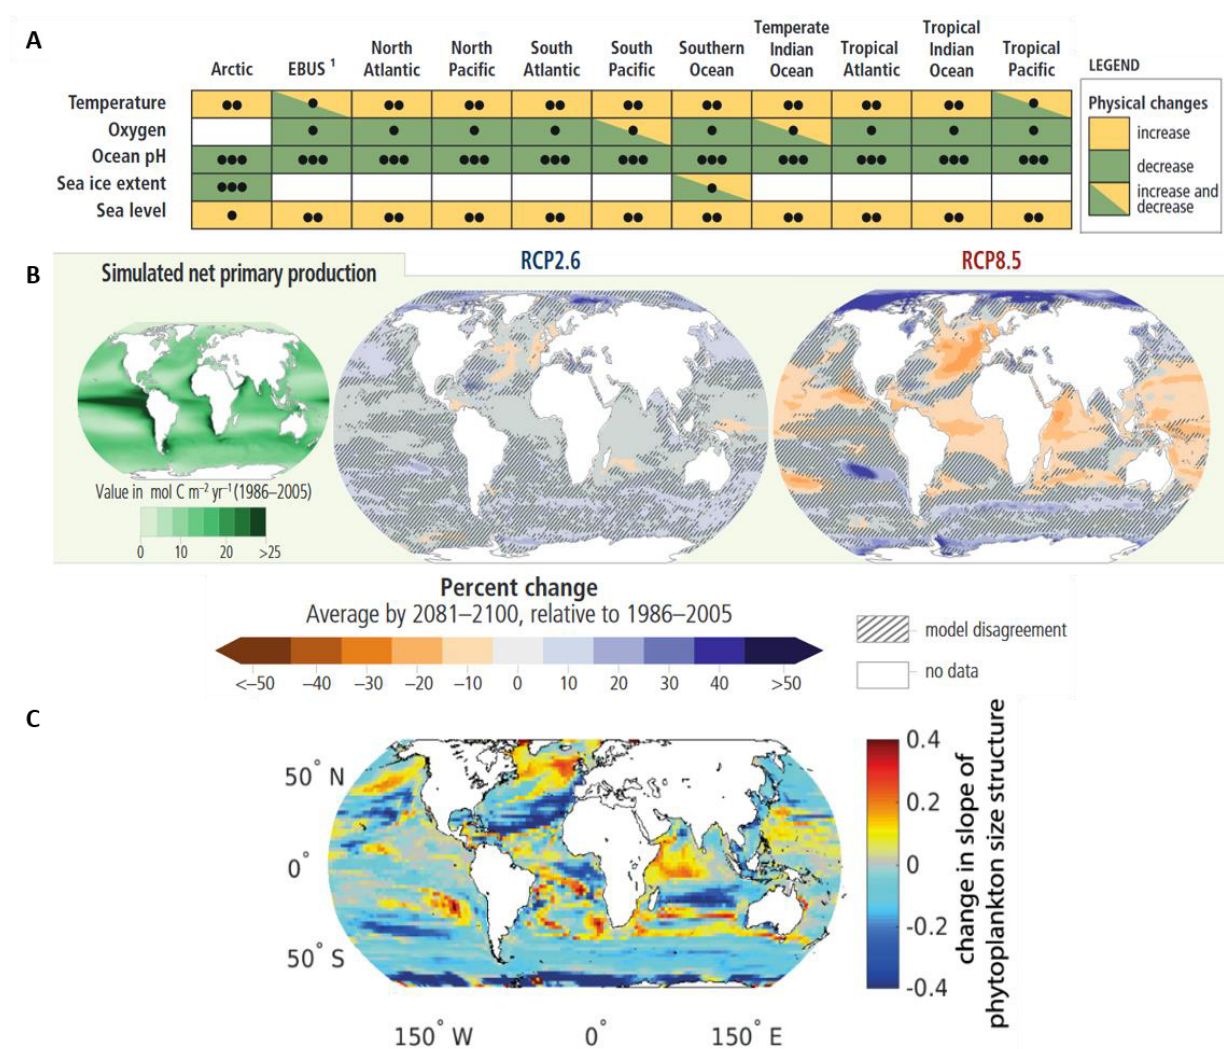 A
Arctic
EBUS 1
North
Atlantic
North
Pacific
South
Atlantic
South
Pacific
Southern
Ocean
Temperate
Indian
Ocean
Tropical
Atlantic
Tropical
Indian
Ocean
Tropical
Pacific
LEGEND
Temperature
Oxygen
Ocean pH
Sea ice extent
Sea level
Physical changes
increase
decrease
increase and
decrease
B
Simulated net primary production
RCP2.6
RCP8.5
Value in mol C m⁻² yr⁻¹ (1986–2005)
0 10 20 >25
Percent change
Average by 2081–2100, relative to 1986–2005
<–50 –40 –30 –20 –10 0 10 20 30 40 >50
model disagreement
no data
C
50° N
0°
50° S
150° W 0° 150° E
0.4
0.2
0
-0.2
-0.4
change in slope of
phytoplankton size structure